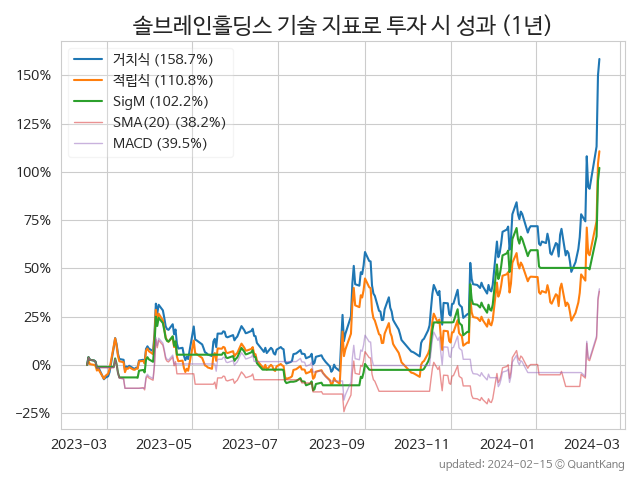 솔브레인홀딩스 기술 지표로 투자 시 성과 (1년)
거치식 (158.7%)
적립식 (110.8%)
SigM (102.2%)
SMA(20) (38.2%)
MACD (39.5%)
150%
125%
100%
75%
50%
25%
0%
−25%
2023-03 2023-05 2023-07 2023-09 2023-11 2024-01 2024-03
updated: 2024-02-15 © QuantKang